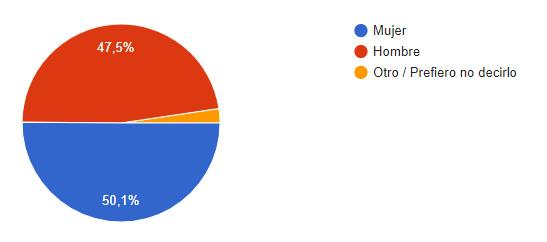 47,5%
50,1%
Mujer
Hombre
Otro / Prefiero no decirlo